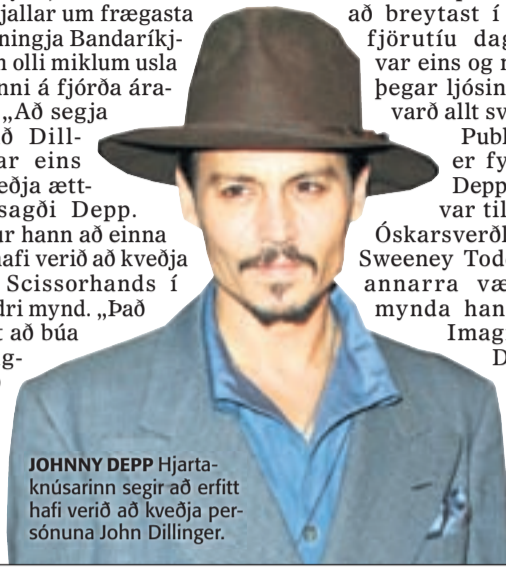 jallar um frægasta
ningja Bandaríkj-
n olli miklum usla
nni á fjórða ára-
„Að segja
ð Dill-
ar eins
eðja ætt-
sagði Depp.
ur hann að einna
hafi verið að kveðja
Scissorhands í
dri mynd. „Það
t að búa
g-
að breytast í
fjörutíu dag
var eins og n
þegar ljósin
varð allt sv
Publ
er fy
Depp
var til
Óskarsverðl
Sweeney Todd
annarra væ
mynda han
Imag
D
JOHNNY DEPP Hjarta-
knúsarinn segir að erfitt
hafi verið að kveðja per-
sónuna John Dillinger.